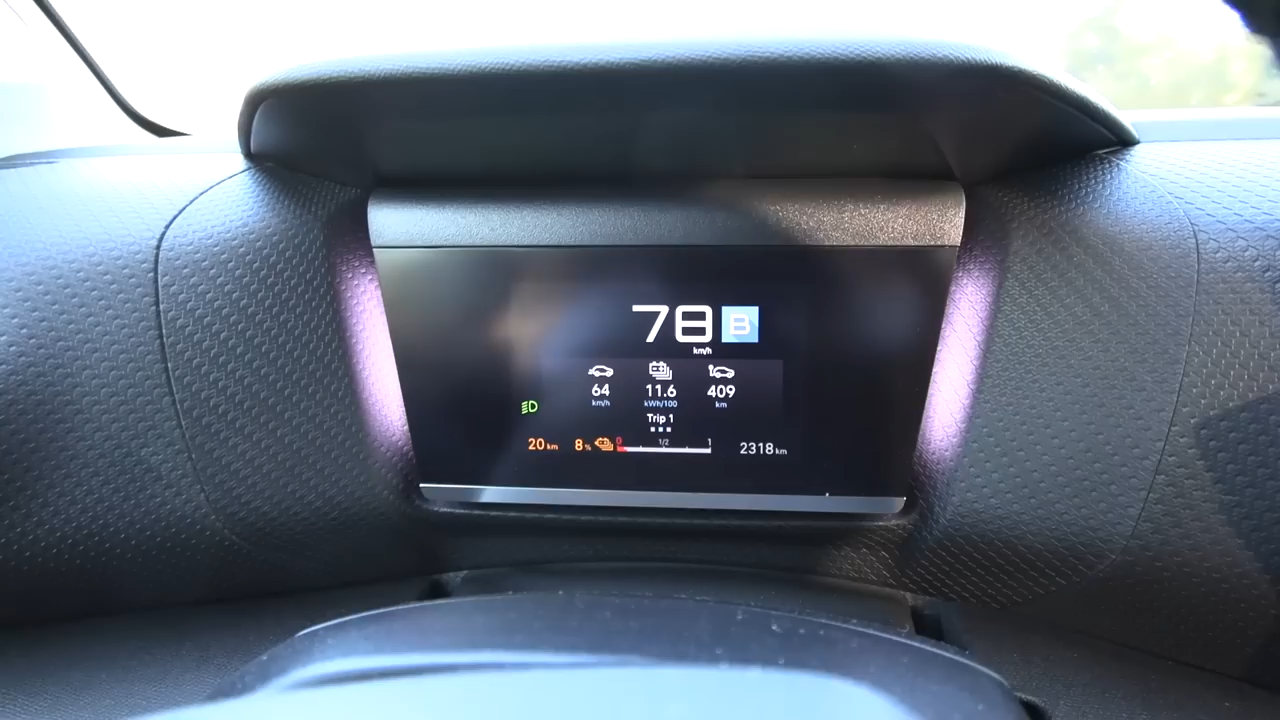 78 B
km/h
64 11.6 409
km/h kWh/100 km
Trip 1
20 km 8 % 0 1/2 1 2318 km